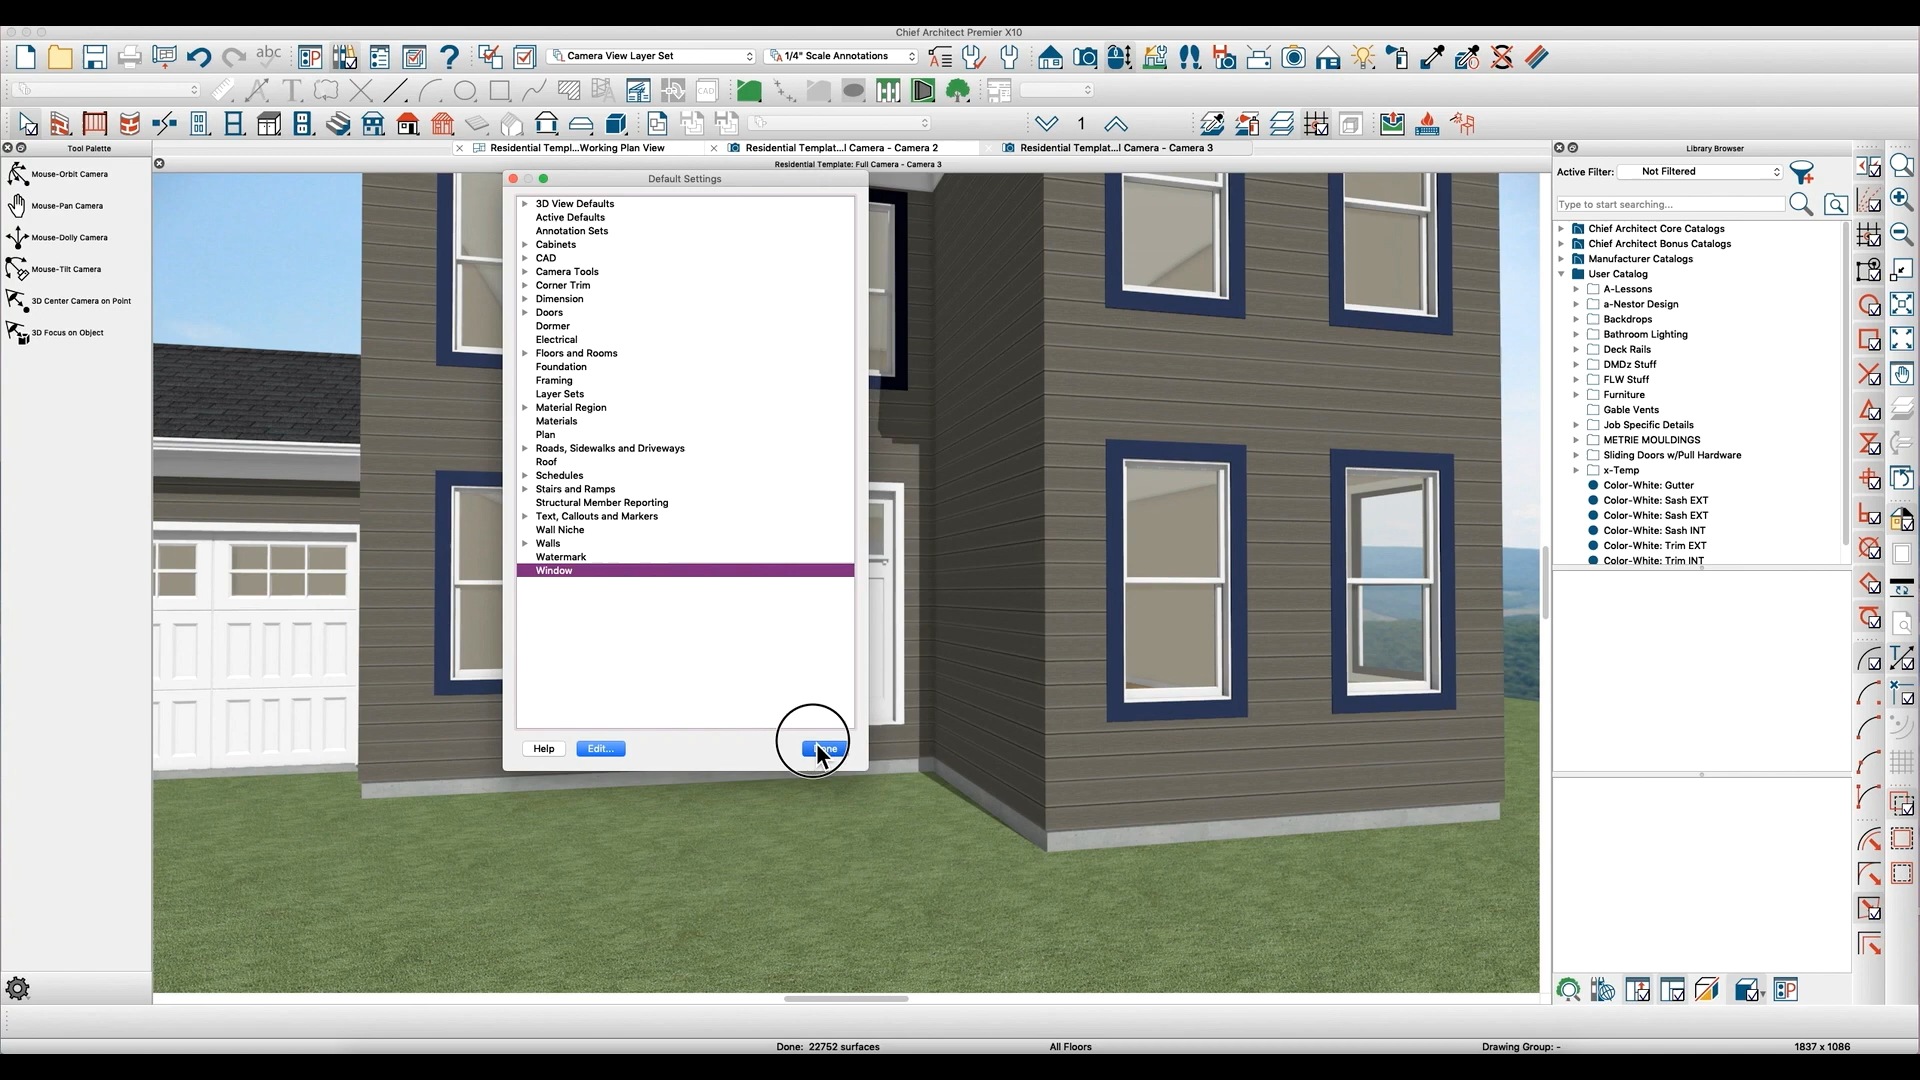 Chief Architect Premier X10
abc
Camera View Layer Set
1/4" Scale Annotations
CAD
1
Tool Palette
Residential Templ...Working Plan View
Residential Templat...l Camera - Camera 2
Residential Templat...l Camera - Camera 3
Library Browser
Mouse-Orbit Camera
Mouse-Pan Camera
Mouse-Dolly Camera
Mouse-Tilt Camera
3D Center Camera on Point
3D Focus on Object
Residential Template: Full Camera - Camera 3
Default Settings
3D View Defaults
Active Defaults
Annotation Sets
Cabinets
CAD
Camera Tools
Corner Trim
Dimension
Doors
Dormer
Electrical
Floors and Rooms
Foundation
Framing
Layer Sets
Material Region
Materials
Plan
Roads, Sidewalks and Driveways
Roof
Schedules
Stairs and Ramps
Structural Member Reporting
Text, Callouts and Markers
Wall Niche
Walls
Watermark
Window
Help
Edit...
Active Filter:
Not Filtered
Type to start searching...
Chief Architect Core Catalogs
Chief Architect Bonus Catalogs
Manufacturer Catalogs
User Catalog
A-Lessons
a-Nestor Design
Backdrops
Bathroom Lighting
Deck Rails
DMDz Stuff
FLW Stuff
Furniture
Gable Vents
Job Specific Details
METRIE MOULDINGS
Sliding Doors w/Pull Hardware
x-Temp
Color-White: Gutter
Color-White: Sash EXT
Color-White: Sash EXT
Color-White: Sash INT
Color-White: Trim EXT
Color-White: Trim INT
Done: 22752 surfaces
All Floors
Drawing Group: -
1837 x 1086